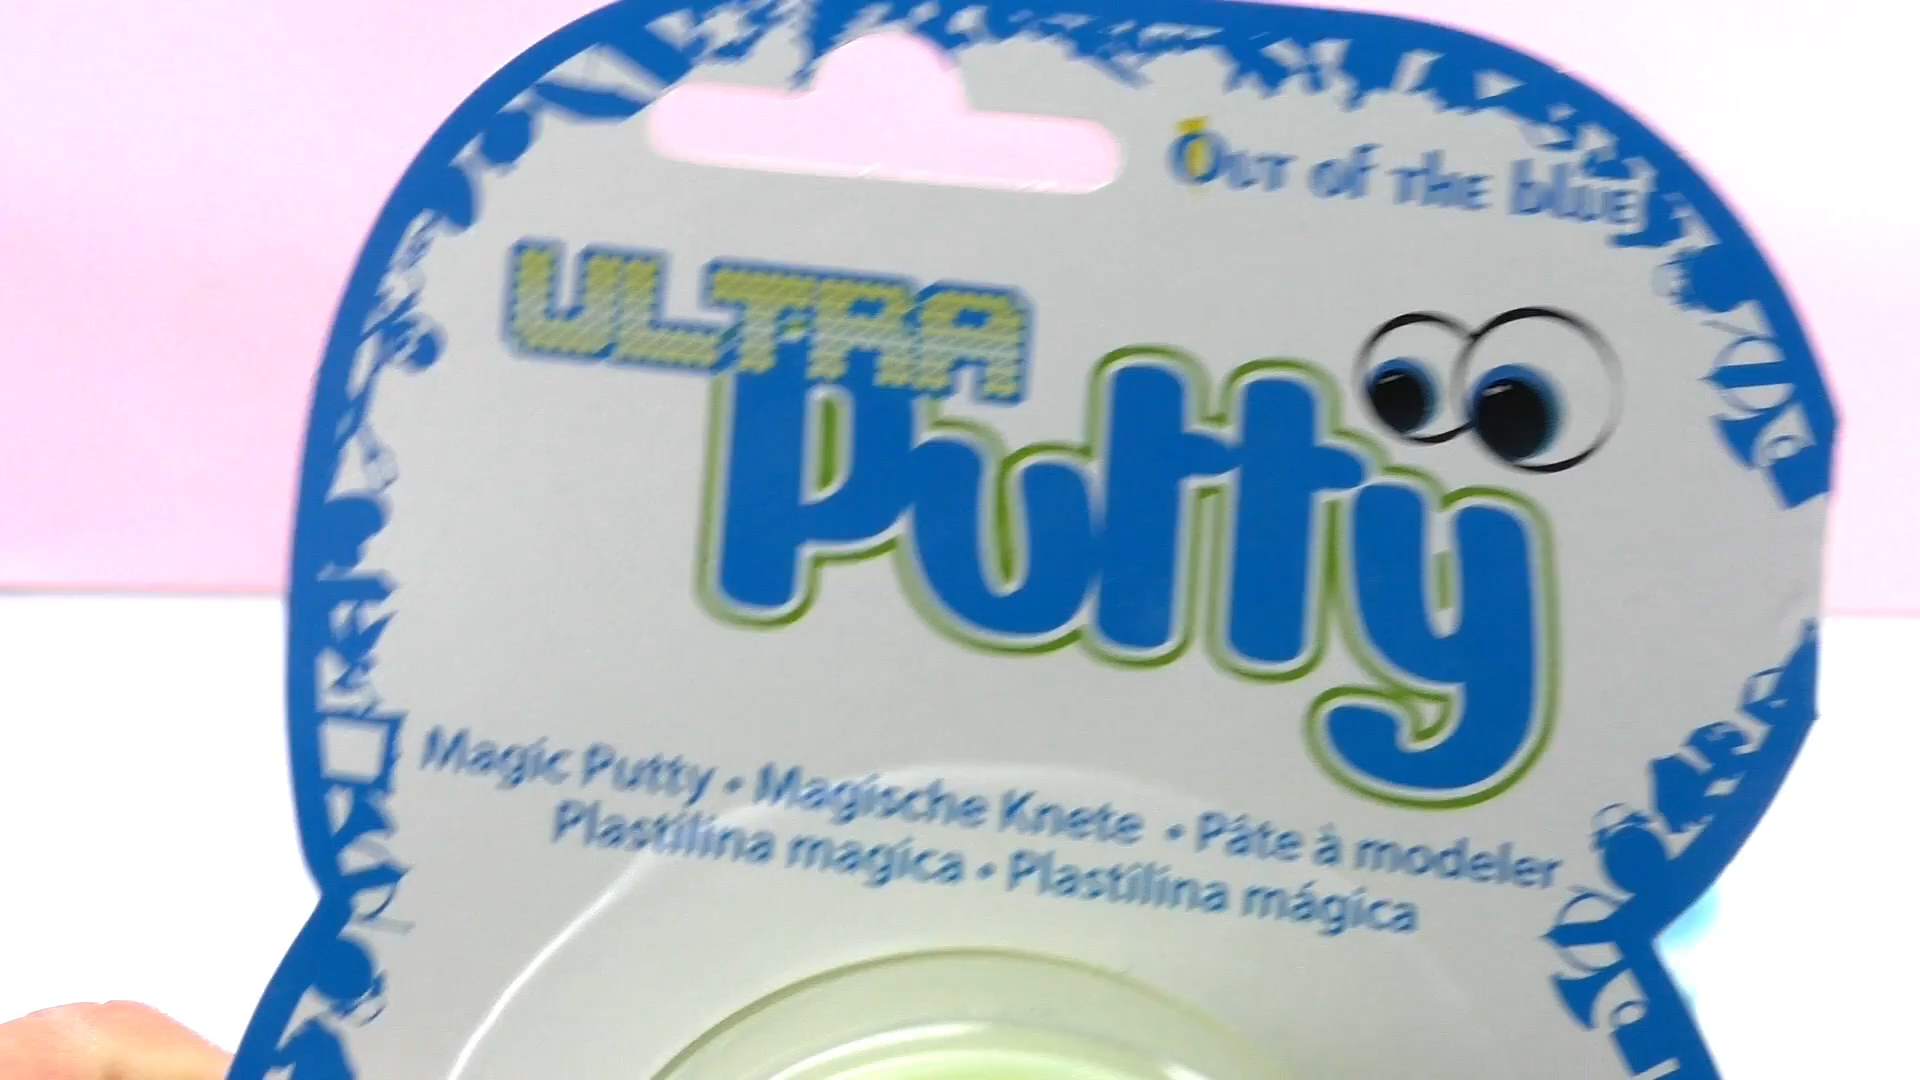 Out of the blue
ULTRA
Putty
Magic Putty • Magische Knete • Pâte à modeler
Plastilina magica • Plastilina mágica